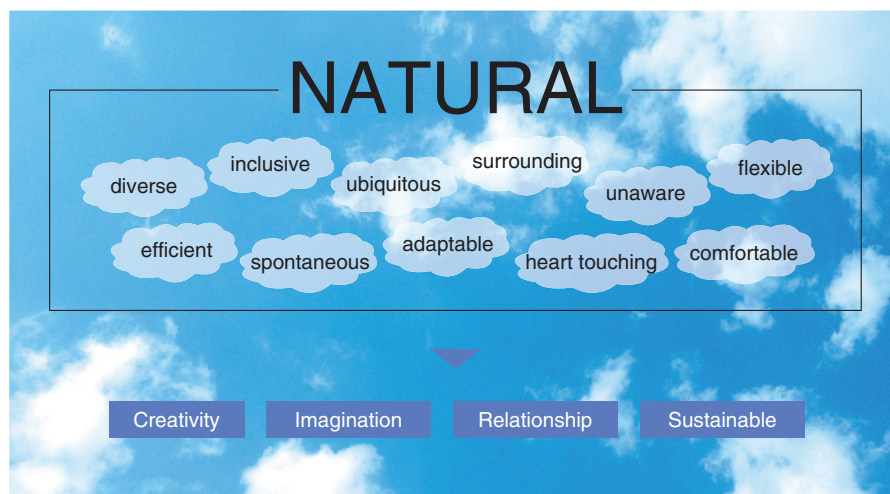 NATURAL
diverse
inclusive
ubiquitous
surrounding
unaware
flexible
efficient
spontaneous
adaptable
heart touching
comfortable
Creativity
Imagination
Relationship
Sustainable